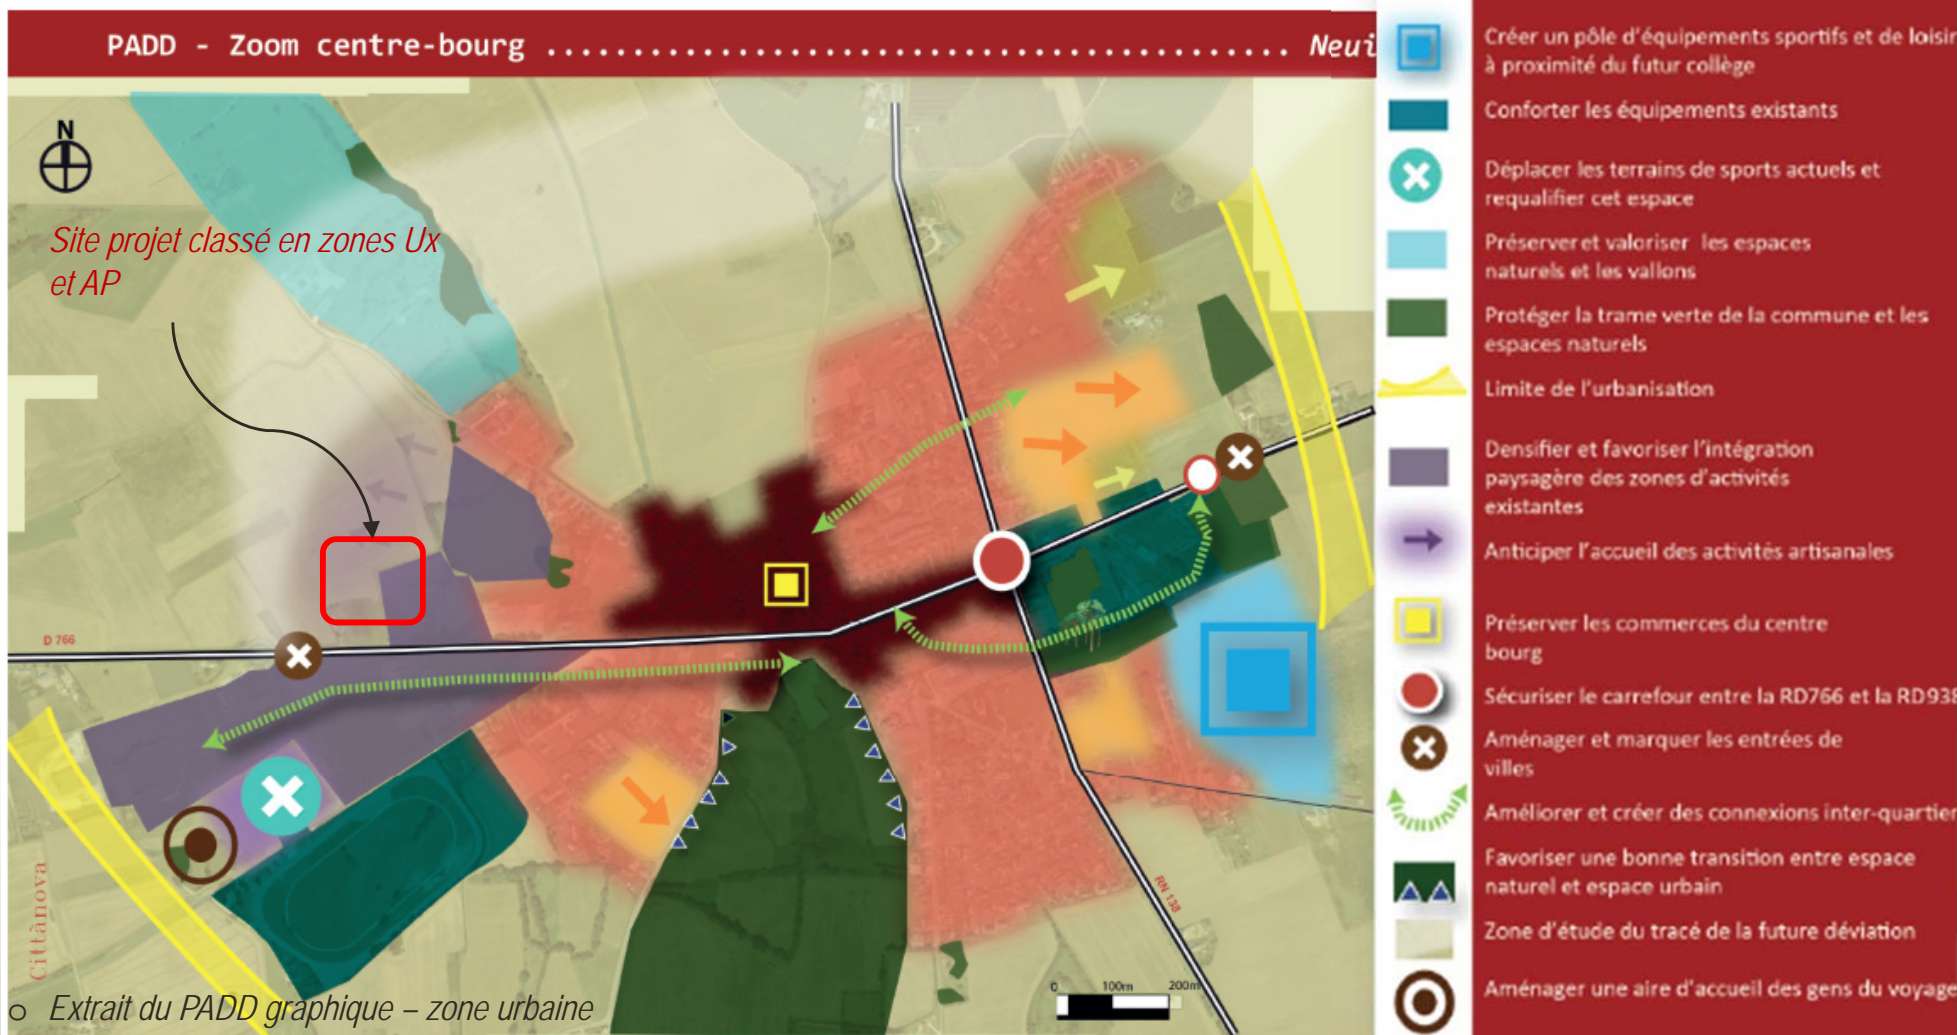 PADD - Zoom centre-bourg .................................................... Neui
N
Site projet classé en zones Ux
et AP
D 766
RN 138
Cittànova
0 100m 200m
o Extrait du PADD graphique – zone urbaine
Créer un pôle d'équipements sportifs et de loisir
à proximité du futur collège
Conforter les équipements existants
Déplacer les terrains de sports actuels et
requalifier cet espace
Préserver et valoriser les espaces
naturels et les vallons
Protéger la trame verte de la commune et les
espaces naturels
Limite de l'urbanisation
Densifier et favoriser l'intégration
paysagère des zones d'activités
existantes
Anticiper l'accueil des activités artisanales
Préserver les commerces du centre
bourg
Sécuriser le carrefour entre la RD766 et la RD938
Aménager et marquer les entrées de
villes
Améliorer et créer des connexions inter-quartier
Favoriser une bonne transition entre espace
naturel et espace urbain
Zone d'étude du tracé de la future déviation
Aménager une aire d'accueil des gens du voyage